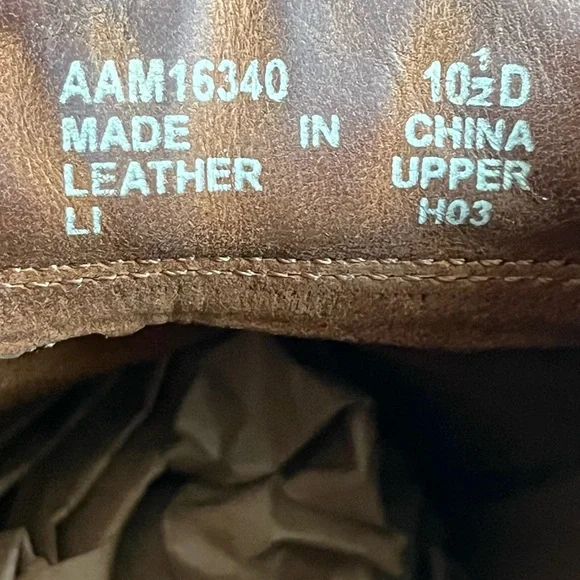 AAM16340 10½D
MADE IN CHINA
LEATHER UPPER
LI H03